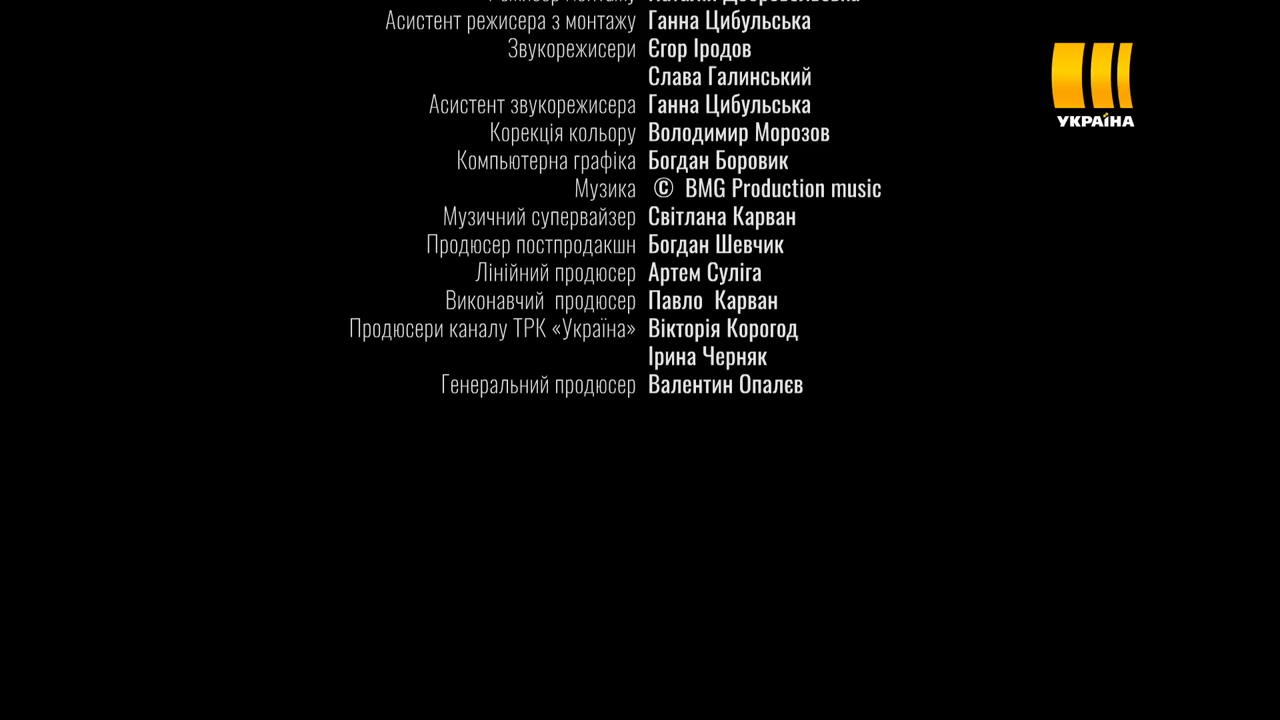 Асистент режисера з монтажу Ганна Цибульська
Звукорежисери Єгор Іродов
Слава Галинський
Асистент звукорежисера Ганна Цибульська
Корекція кольору Володимир Морозов
Компьютерна графіка Богдан Боровик
Музика © BMG Production music
Музичний супервайзер Світлана Карван
Продюсер постпродакшн Богдан Шевчик
Лінійний продюсер Артем Суліга
Виконавчий продюсер Павло Карван
Продюсери каналу ТРК «Україна» Вікторія Корогод
Ірина Черняк
Генеральний продюсер Валентин Опалєв
УКРАЇНА